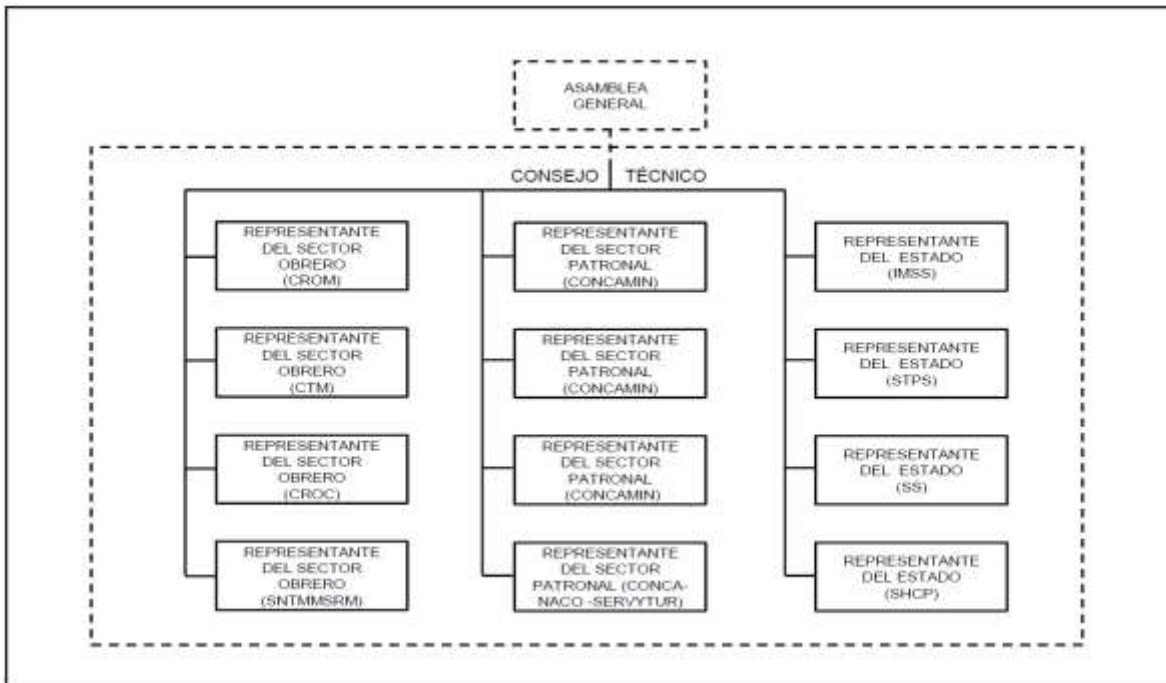 ASAMBLEA
GENERAL
CONSEJO TÉCNICO
REPRESENTANTE
DEL SECTOR
OBRERO
(CROM)
REPRESENTANTE
DEL SECTOR
OBRERO
(CTM)
REPRESENTANTE
DEL SECTOR
OBRERO
(CROC)
REPRESENTANTE
DEL SECTOR
OBRERO
(SNTMMSRM)
REPRESENTANTE
DEL SECTOR
PATRONAL
(CONCAMIN)
REPRESENTANTE
DEL SECTOR
PATRONAL
(CONCAMIN)
REPRESENTANTE
DEL SECTOR
PATRONAL
(CONCAMIN)
REPRESENTANTE
DEL SECTOR
PATRONAL (CONCA-
NACO -SERVYTUR)
REPRESENTANTE
DEL ESTADO
(IMSS)
REPRESENTANTE
DEL ESTADO
(STPS)
REPRESENTANTE
DEL ESTADO
(SS)
REPRESENTANTE
DEL ESTADO
(SHCP)